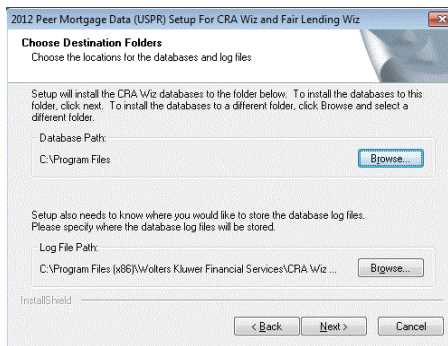 2012 Peer Mortgage Data (USPR) Setup For CRA Wiz and Fair Lending Wiz
Choose Destination Folders
Choose the locations for the databases and log files
Setup will install the CRA Wiz databases to the folder below. To install the databases to this
folder, click next. To install the databases to a different folder, click Browse and select a
different folder.
Database Path:
C:\Program Files
Browse...
Setup also needs to know where you would like to store the database log files.
Please specify where the database log files will be stored.
Log File Path:
C:\Program Files (x86)\Wolters Kluwer Financial Services\CRA Wiz ...
Browse...
InstallShield
< Back Next > Cancel